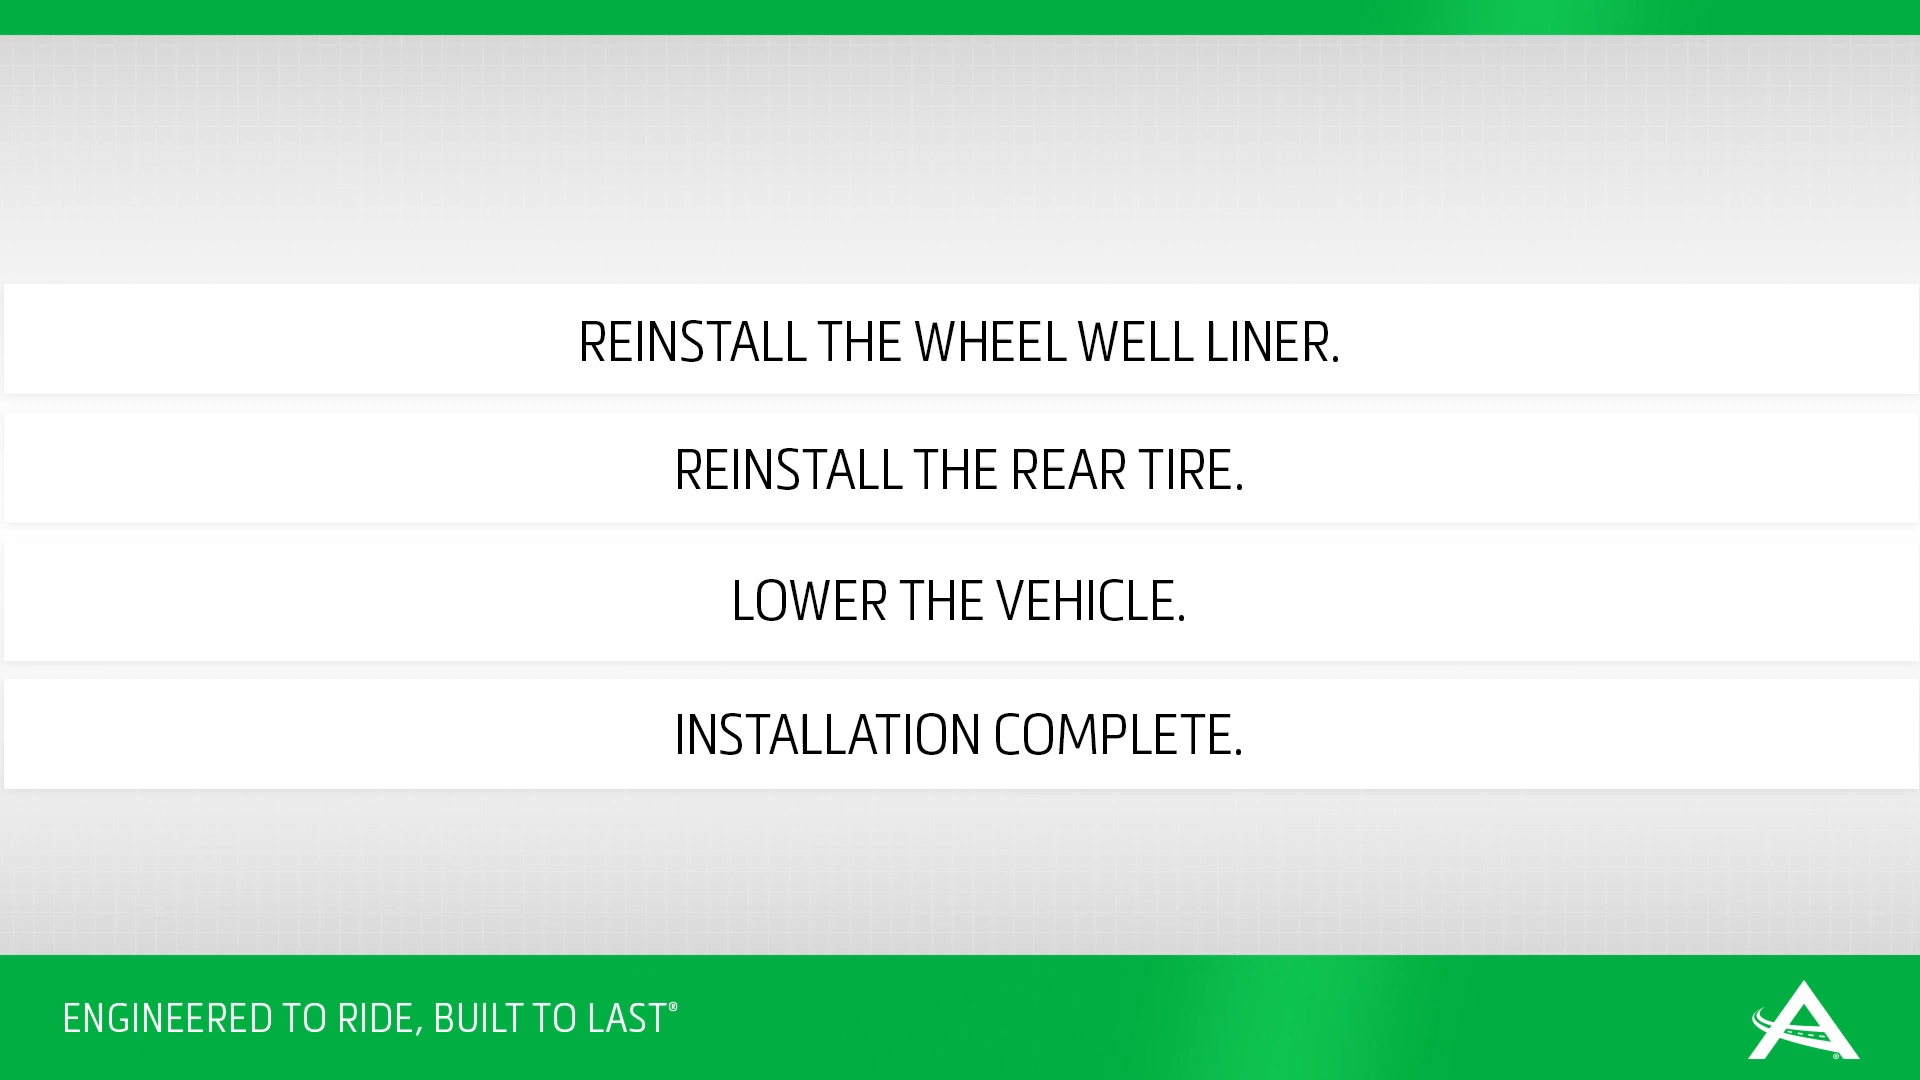 REINSTALL THE WHEEL WELL LINER.
REINSTALL THE REAR TIRE.
LOWER THE VEHICLE.
INSTALLATION COMPLETE.
ENGINEERED TO RIDE, BUILT TO LAST®